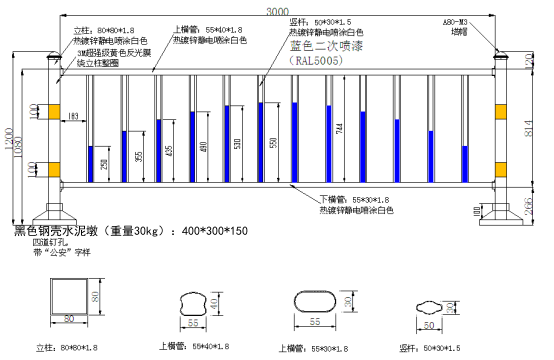 3000
立柱：80*80*1.8
热镀锌静电喷涂白色
3M超强级黄色反光膜
绕立柱整圈
上横管：55*40*1.8
热镀锌静电喷涂白色
竖杆：50*30*1.5
热镀锌静电喷涂白色
蓝色二次喷漆
（RAL5005）
A80-M3
塔帽
120
100
183
1200
1080
100
250
355
435
490
530
550
744
814
266
100
下横管：55*30*1.8
热镀锌静电喷涂白色
黑色钢壳水泥墩（重量30kg）：400*300*150
四道钉孔
带“公安”字样
80
80
40
55
30
55
30
50
立柱：80*80*1.8
上横管：55*40*1.8
上横管：55*30*1.8
竖杆：50*30*1.5